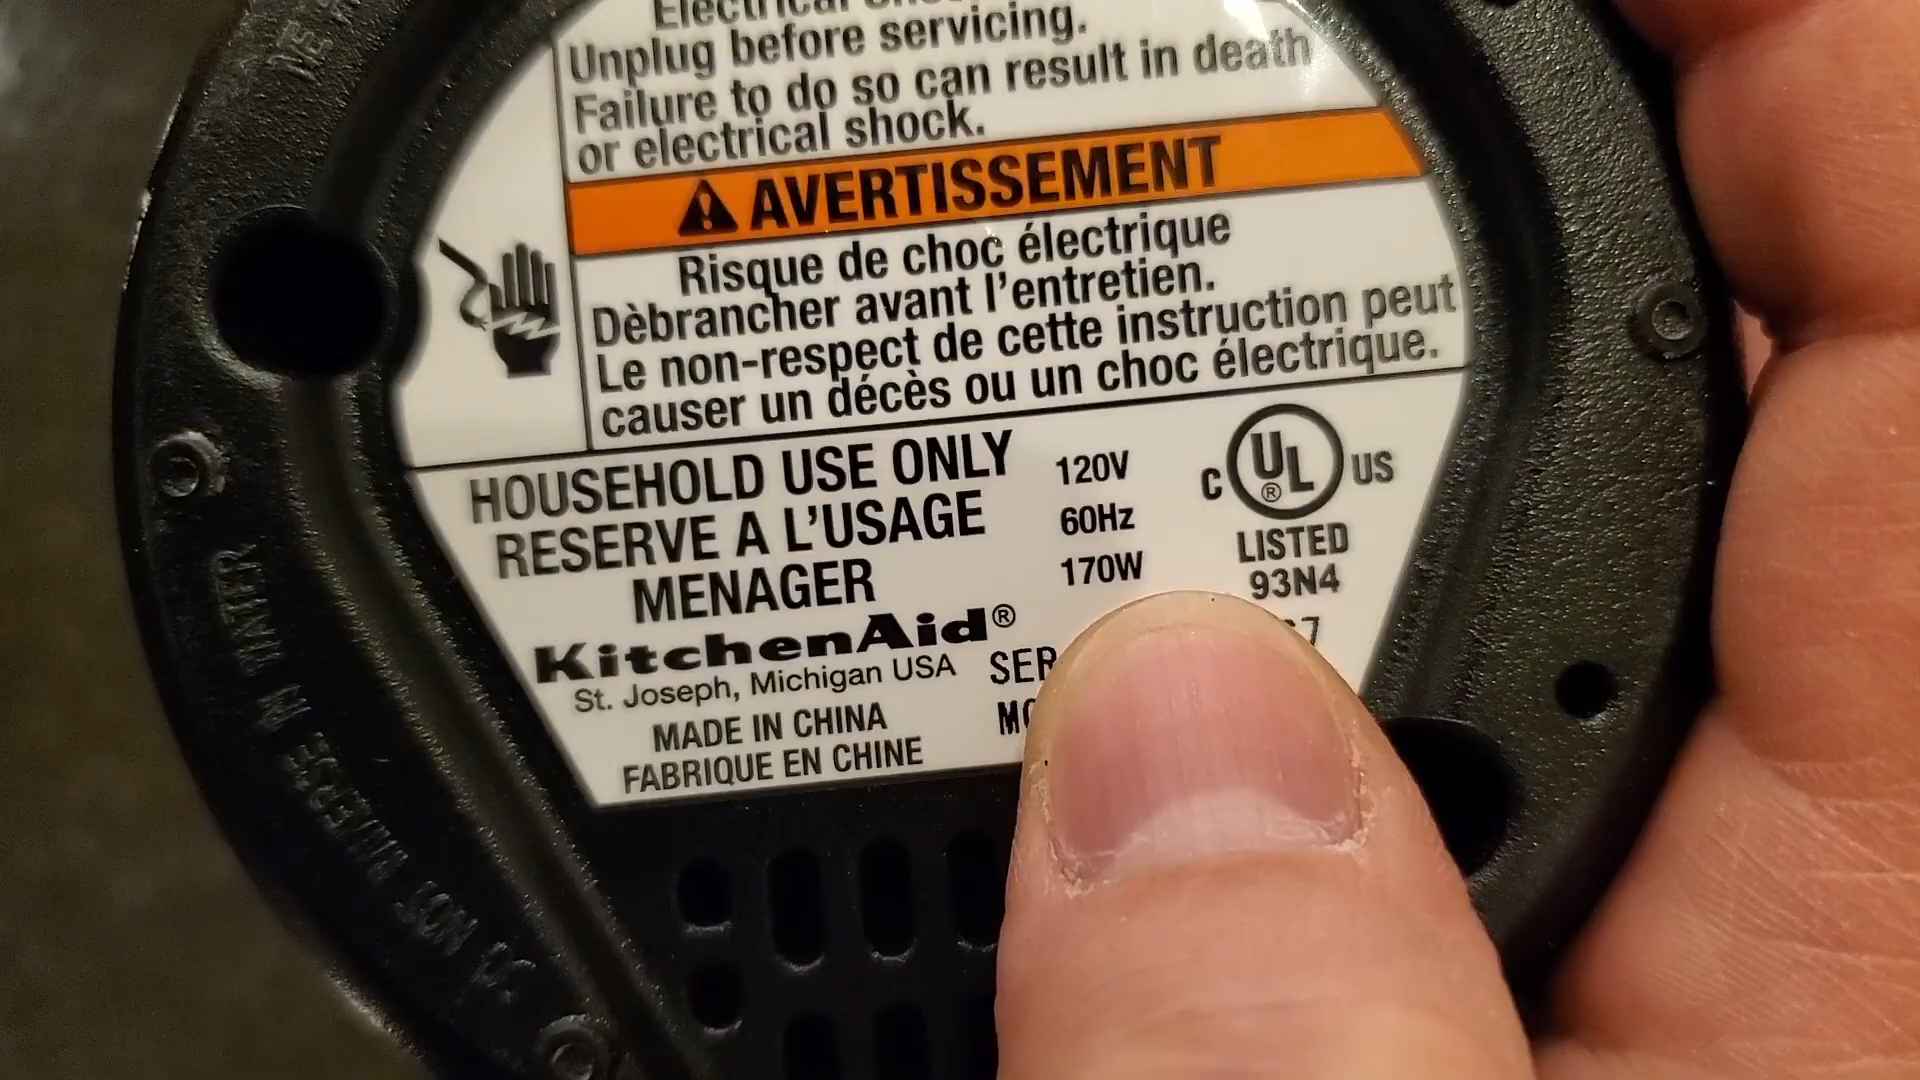 Electrical
Unplug before servicing.
Failure to do so can result in death
or electrical shock.
AVERTISSEMENT
Risque de choc électrique
Dèbrancher avant l'entretien.
Le non-respect de cette instruction peut
causer un décès ou un choc électrique.
HOUSEHOLD USE ONLY
RESERVE A L'USAGE
MENAGER
KitchenAid®
St. Joseph, Michigan USA
MADE IN CHINA
FABRIQUE EN CHINE
120V
60Hz
170W
C UL® US
LISTED
93N4
SER